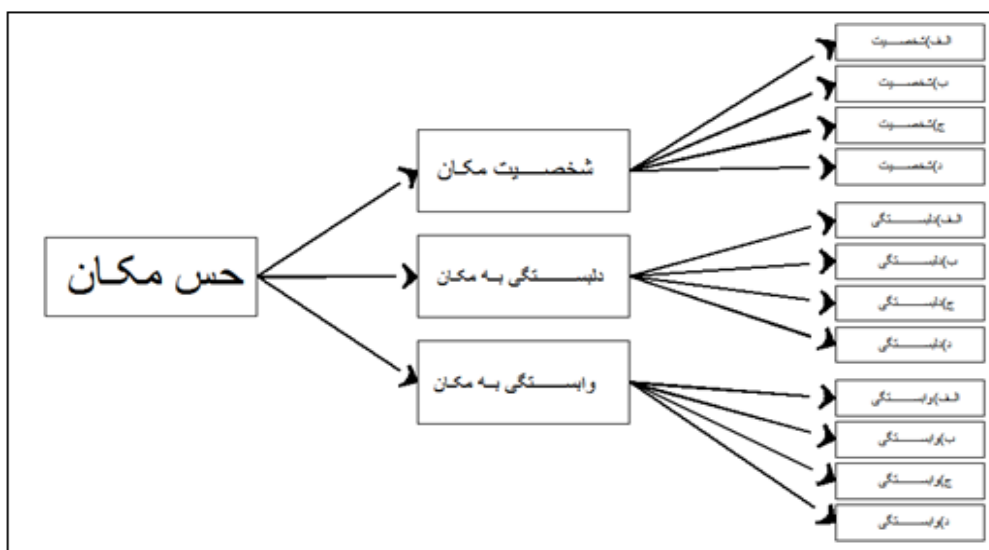 حس مکان
شخصیت مکان
دلبستگی به مکان
وابستگی به مکان
الف)شخصیت
ب)شخصیت
ج)شخصیت
د)شخصیت
الف)دلبستگی
ب)دلبستگی
ج)دلبستگی
د)دلبستگی
الف)وابستگی
ب)وابستگی
ج)وابستگی
د)وابستگی